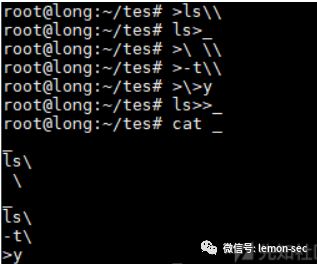 root@long:~/tes# >ls\\
root@long:~/tes# ls>_
root@long:~/tes# >\ \\
root@long:~/tes# >-t\\
root@long:~/tes# >\>y
root@long:~/tes# ls>>_
root@long:~/tes# cat _
_
ls\
 \
_
ls\
-t\
>y
微信号: lemon-sec